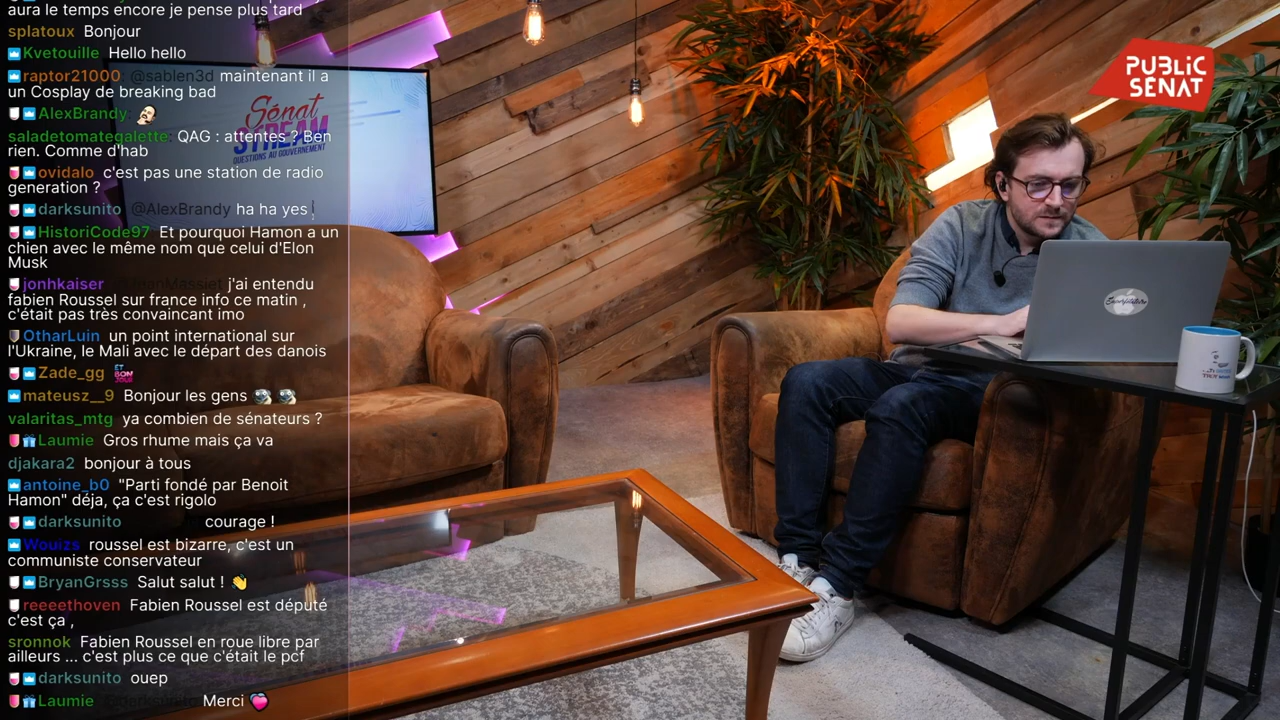 aura le temps encore je pense plus tard
splatoux Bonjour
Kvetouille Hello hello
raptor21000 @sablen3d maintenant il a
un Cosplay de breaking bad
AlexBrandy
saladetomategalette: QAG : attentes ? Ben
rien. Comme d'hab
ovidalo c'est pas une station de radio
generation ?
darksunito @AlexBrandy ha ha yes
HistoriCode97 Et pourquoi Hamon a un
chien avec le même nom que celui d'Elon
Musk
jonhkaiser j'ai entendu
fabien Roussel sur france info ce matin ,
c'était pas très convaincant imo
OtharLuin un point international sur
l'Ukraine, le Mali avec le départ des danois
Zade_gg ET BONJOUR
mateusz__9 Bonjour les gens
valaritas_mtg ya combien de sénateurs ?
Laumie Gros rhume mais ça va
djakara2 bonjour à tous
antoine_b0 "Parti fondé par Benoit
Hamon" déja, ça c'est rigolo
darksunito courage !
Wouizs roussel est bizarre, c'est un
communiste conservateur
BryanGrsss Salut salut !
reeeethoven Fabien Roussel est député
c'est ça ,
sronnok Fabien Roussel en roue libre par
ailleurs ... c'est plus ce que c'était le pcf
darksunito ouep
Laumie Merci
Sénat
STREAM
QUESTIONS AU GOUVERNEMENT
PUBLIC
SÉNAT